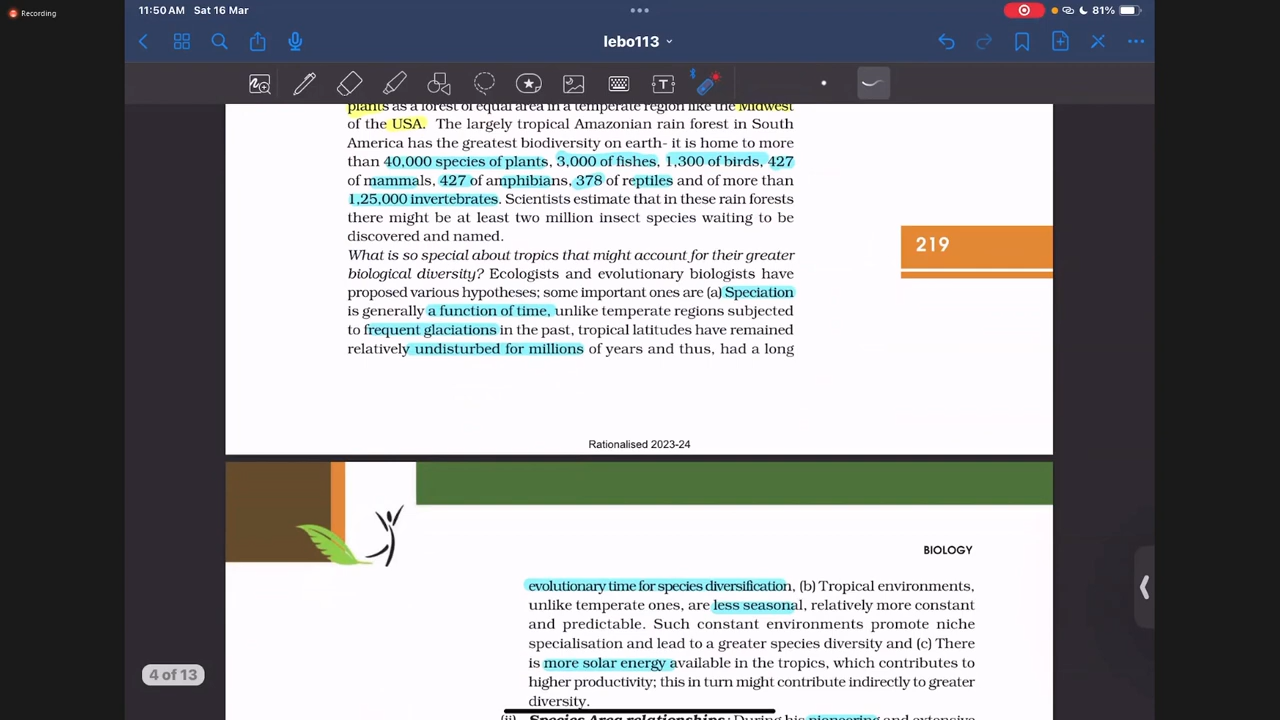 Recording
11:50 AM Sat 16 Mar
81%
lebo113
T
plants as a forest of equal area in a temperate region like the Midwest
of the USA. The largely tropical Amazonian rain forest in South
America has the greatest biodiversity on earth- it is home to more
than 40,000 species of plants, 3,000 of fishes, 1,300 of birds, 427
of mammals, 427 of amphibians, 378 of reptiles and of more than
1,25,000 invertebrates. Scientists estimate that in these rain forests
there might be at least two million insect species waiting to be
discovered and named.
What is so special about tropics that might account for their greater
biological diversity? Ecologists and evolutionary biologists have
proposed various hypotheses; some important ones are (a) Speciation
is generally a function of time, unlike temperate regions subjected
to frequent glaciations in the past, tropical latitudes have remained
relatively undisturbed for millions of years and thus, had a long
219
Rationalised 2023-24
BIOLOGY
evolutionary time for species diversification, (b) Tropical environments,
unlike temperate ones, are less seasonal, relatively more constant
and predictable. Such constant environments promote niche
specialisation and lead to a greater species diversity and (c) There
is more solar energy available in the tropics, which contributes to
higher productivity; this in turn might contribute indirectly to greater
diversity.
(ii) Species Area relationships: During his pioneering and extensive
4 of 13